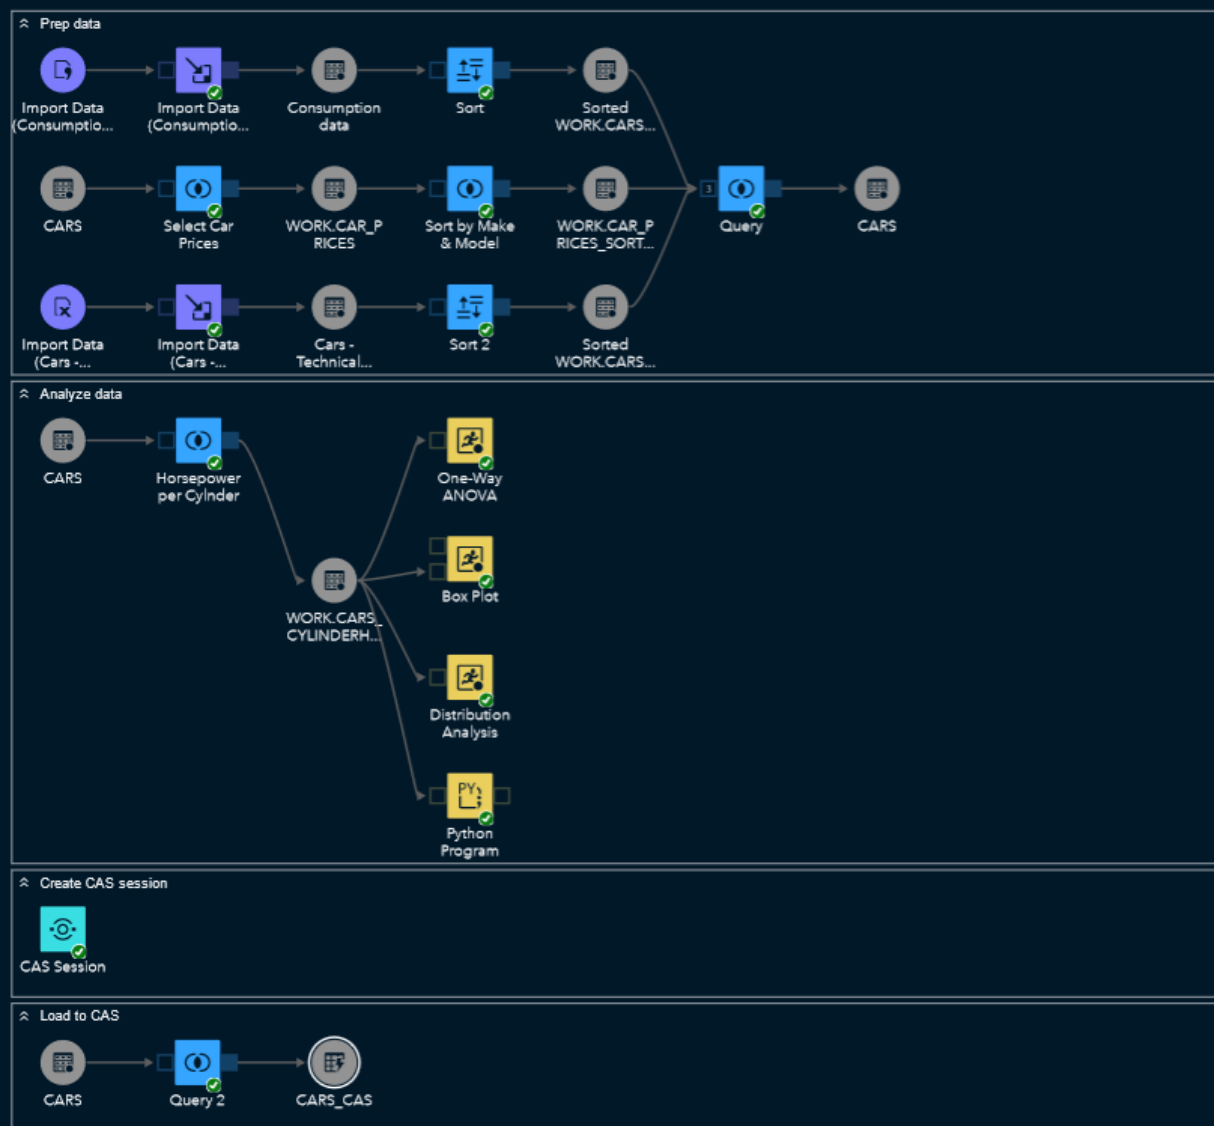 Prep data
Import Data
(Consumptio...
Import Data
(Consumptio...
Consumption
data
Sort
Sorted
WORK.CARS...
CARS
Select Car
Prices
WORK.CAR_P
RICES
Sort by Make
& Model
WORK.CAR_P
RICES_SORT...
3
Query
CARS
Import Data
(Cars -...
Import Data
(Cars -...
Cars -
Technical...
Sort 2
Sorted
WORK.CARS...
Analyze data
CARS
Horsepower
per Cylnder
One-Way
ANOVA
Box Plot
WORK.CARS_
CYLINDERH...
Distribution
Analysis
PY
Python
Program
Create CAS session
CAS Session
Load to CAS
CARS
Query 2
CARS_CAS